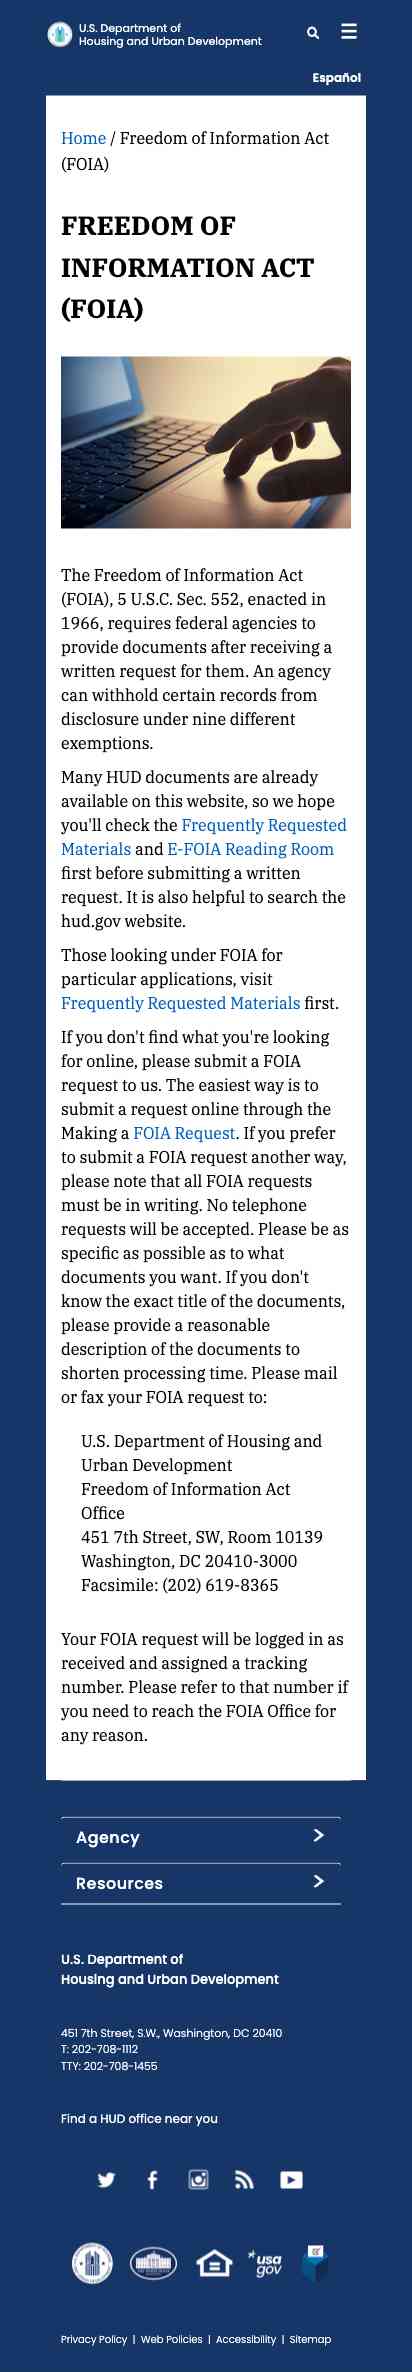 U.S. Department of
Housing and Urban Development
Español
Home / Freedom of Information Act
(FOIA)
FREEDOM OF
INFORMATION ACT
(FOIA)
The Freedom of Information Act
(FOIA), 5 U.S.C. Sec. 552, enacted in
1966, requires federal agencies to
provide documents after receiving a
written request for them. An agency
can withhold certain records from
disclosure under nine different
exemptions.
Many HUD documents are already
available on this website, so we hope
you'll check the Frequently Requested
Materials and E-FOIA Reading Room
first before submitting a written
request. It is also helpful to search the
hud.gov website.
Those looking under FOIA for
particular applications, visit
Frequently Requested Materials first.
If you don't find what you're looking
for online, please submit a FOIA
request to us. The easiest way is to
submit a request online through the
Making a FOIA Request. If you prefer
to submit a FOIA request another way,
please note that all FOIA requests
must be in writing. No telephone
requests will be accepted. Please be as
specific as possible as to what
documents you want. If you don't
know the exact title of the documents,
please provide a reasonable
description of the documents to
shorten processing time. Please mail
or fax your FOIA request to:
U.S. Department of Housing and
Urban Development
Freedom of Information Act
Office
451 7th Street, SW, Room 10139
Washington, DC 20410-3000
Facsimile: (202) 619-8365
Your FOIA request will be logged in as
received and assigned a tracking
number. Please refer to that number if
you need to reach the FOIA Office for
any reason.
Agency
Resources
U.S. Department of
Housing and Urban Development
451 7th Street, S.W., Washington, DC 20410
T: 202-708-1112
TTY: 202-708-1455
Find a HUD office near you
usa
gov
Privacy Policy | Web Policies | Accessibility | Sitemap